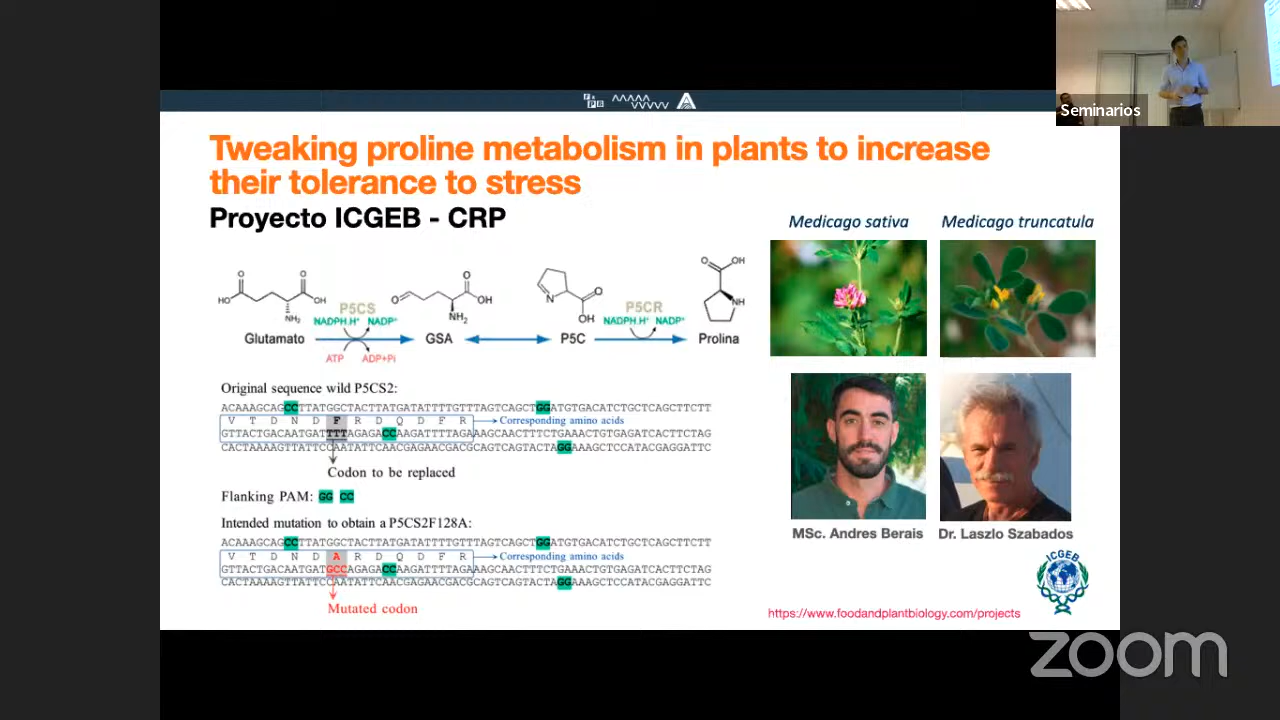 Seminarios
Tweaking proline metabolism in plants to increase
their tolerance to stress
Proyecto ICGEB - CRP
Medicago sativa
Medicago truncatula
P5CS
NADPH.H⁺ NADP⁺
ATP ADP+Pi
P5CR
NADPH.H⁺ NADP⁺
Glutamato
GSA
P5C
Prolina
Original sequence wild P5CS2:
ACAAAGCAGCCTTATGGCTACTTATGATATTTTGTTTAGTCAGCTGGATGTGACATCTGCTCAGCTTCTT
V T D N D F R D Q D F R Corresponding amino acids
GTTACTGACAATGATTTTAGAGACCAAGATTTTAGAAAGCAACTTTCTGAAACTGTGAGATCACTTCTAG
CACTAAAAGTTATTCCAATATTCAACGAGAACGACGCAGTCAGTACTAGGAAAGCTCCATACGAGGATTC
Codon to be replaced
Flanking PAM: GG CC
Intended mutation to obtain a P5CS2F128A:
ACAAAGCAGCCTTATGGCTACTTATGATATTTTGTTTAGTCAGCTGGATGTGACATCTGCTCAGCTTCTT
V T D N D A R D Q D F R Corresponding amino acids
GTTACTGACAATGATGCCAGAGACCAAGATTTTAGAAAGCAACTTTCTGAAACTGTGAGATCACTTCTAG
CACTAAAAGTTATTCCAATATTCAACGAGAACGACGCAGTCAGTACTAGGAAAGCTCCATACGAGGATTC
Mutated codon
MSc. Andres Berais
Dr. Laszlo Szabados
ICGEB
https://www.foodandplantbiology.com/projects
zoom